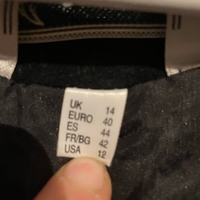 UK 14
EURO 40
ES 44
FR/BG 42
USA 12